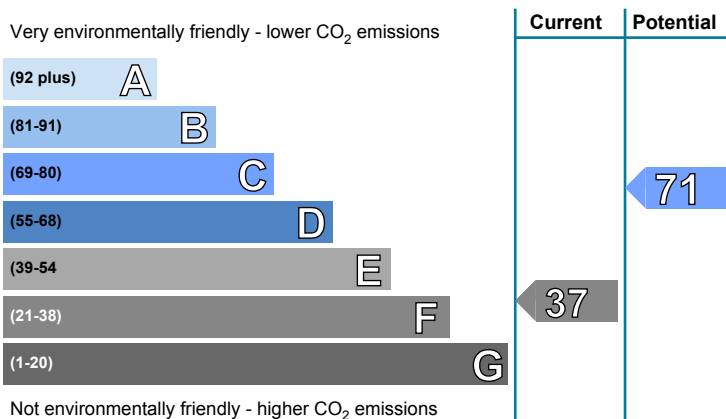 Current Potential
Very environmentally friendly - lower CO₂ emissions
(92 plus) A
(81-91) B
(69-80) C
71
(55-68) D
(39-54 E
(21-38) F
37
(1-20) G
Not environmentally friendly - higher CO₂ emissions